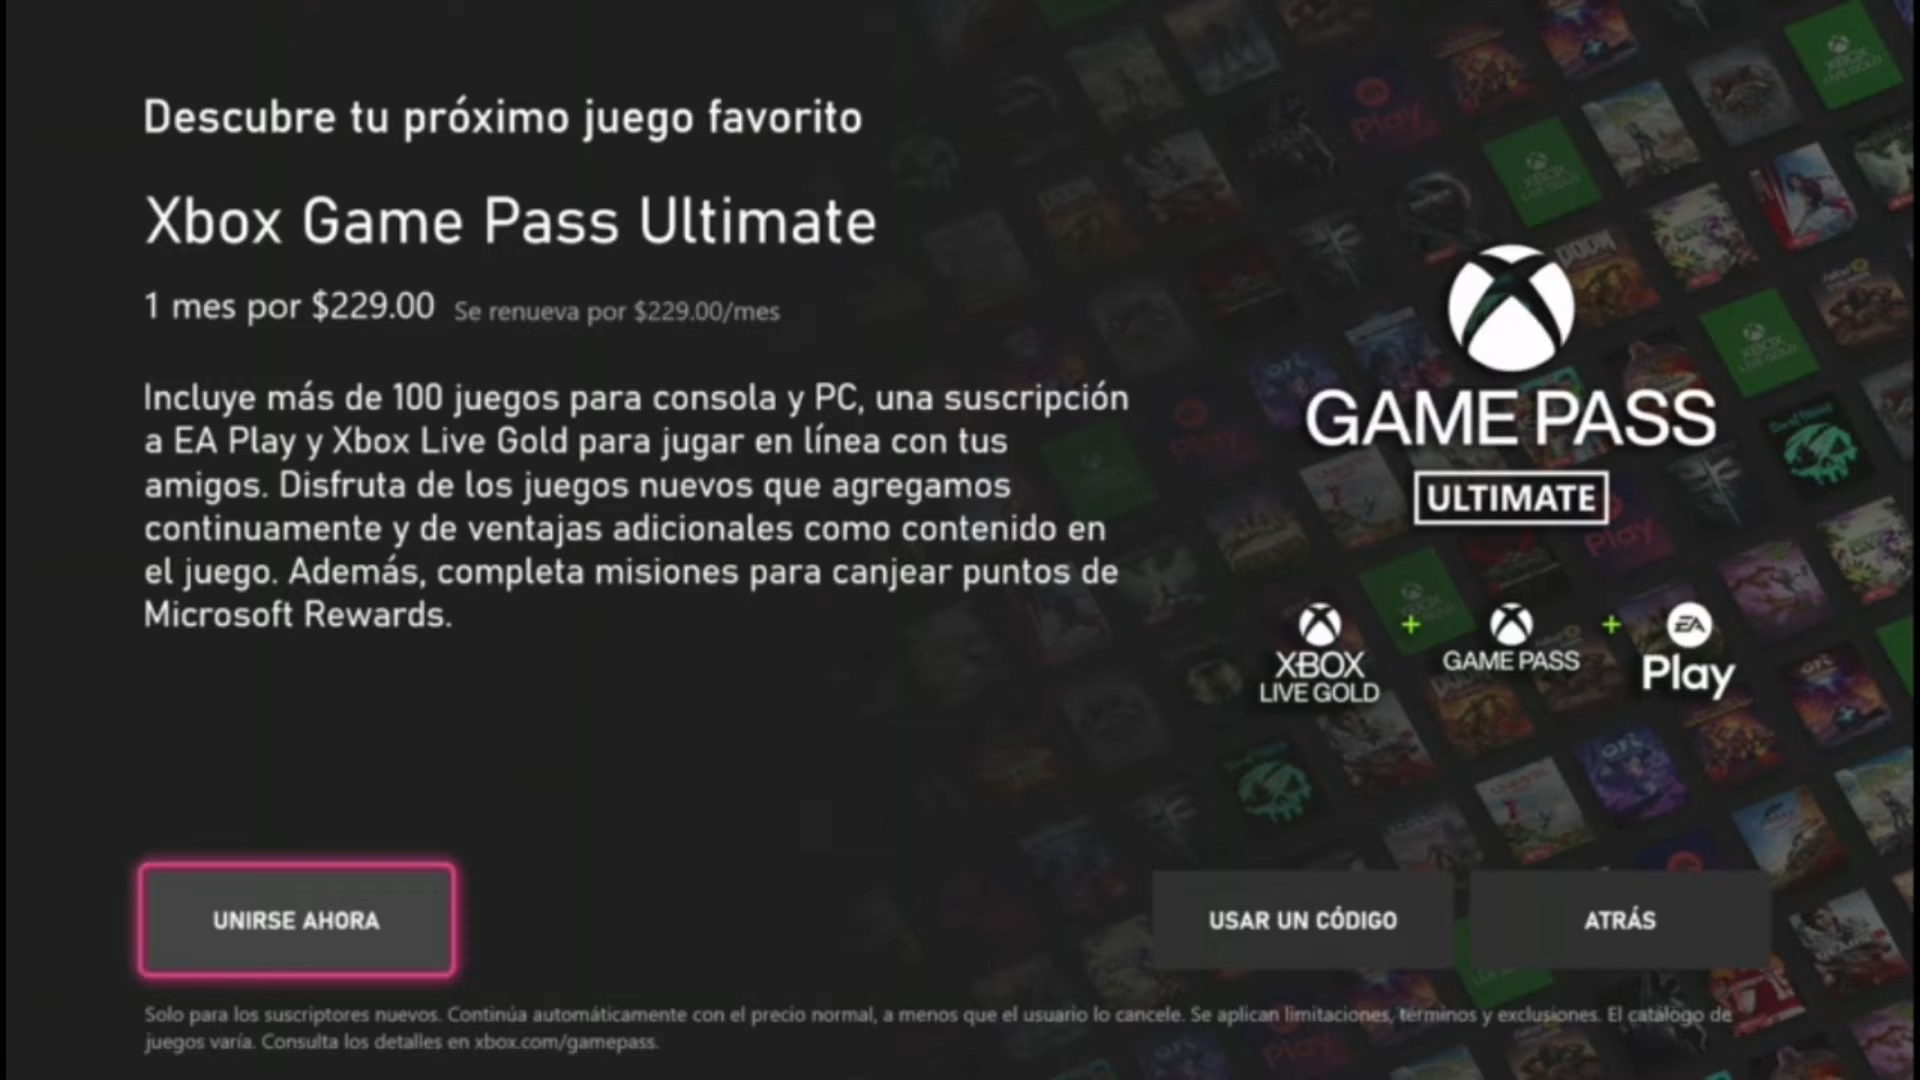 Descubre tu próximo juego favorito
Xbox Game Pass Ultimate
1 mes por $229.00 Se renueva por $229.00/mes
Incluye más de 100 juegos para consola y PC, una suscripción
a EA Play y Xbox Live Gold para jugar en línea con tus
amigos. Disfruta de los juegos nuevos que agregamos
continuamente y de ventajas adicionales como contenido en
el juego. Además, completa misiones para canjear puntos de
Microsoft Rewards.
GAME PASS
ULTIMATE
XBOX
LIVE GOLD
+
GAME PASS
+
EA
Play
UNIRSE AHORA
USAR UN CÓDIGO
ATRÁS
Solo para los suscriptores nuevos. Continúa automáticamente con el precio normal, a menos que el usuario lo cancele. Se aplican limitaciones, términos y exclusiones. El catálogo de
juegos varía. Consulta los detalles en xbox.com/gamepass.